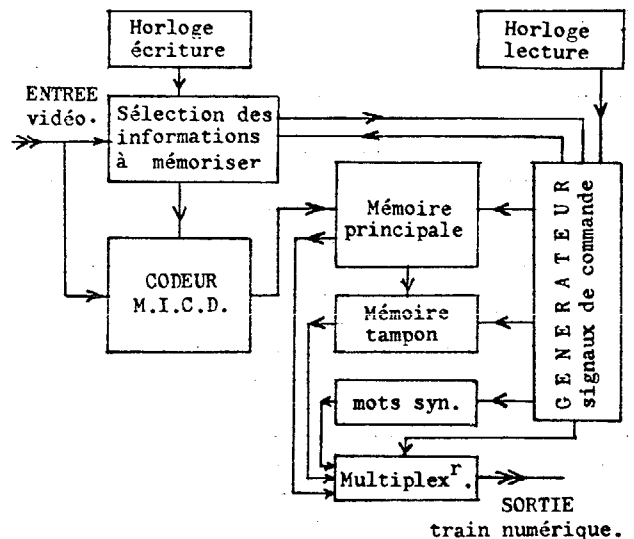 Horloge
écriture
Horloge
lecture
ENTREE
vidéo.
Sélection des
informations
à mémoriser
Mémoire
principale
GENERATEUR
signaux de commande
CODEUR
M.I.C.D.
Mémoire
tampon
mots syn.
Multiplexr.
SORTIE
train numérique.